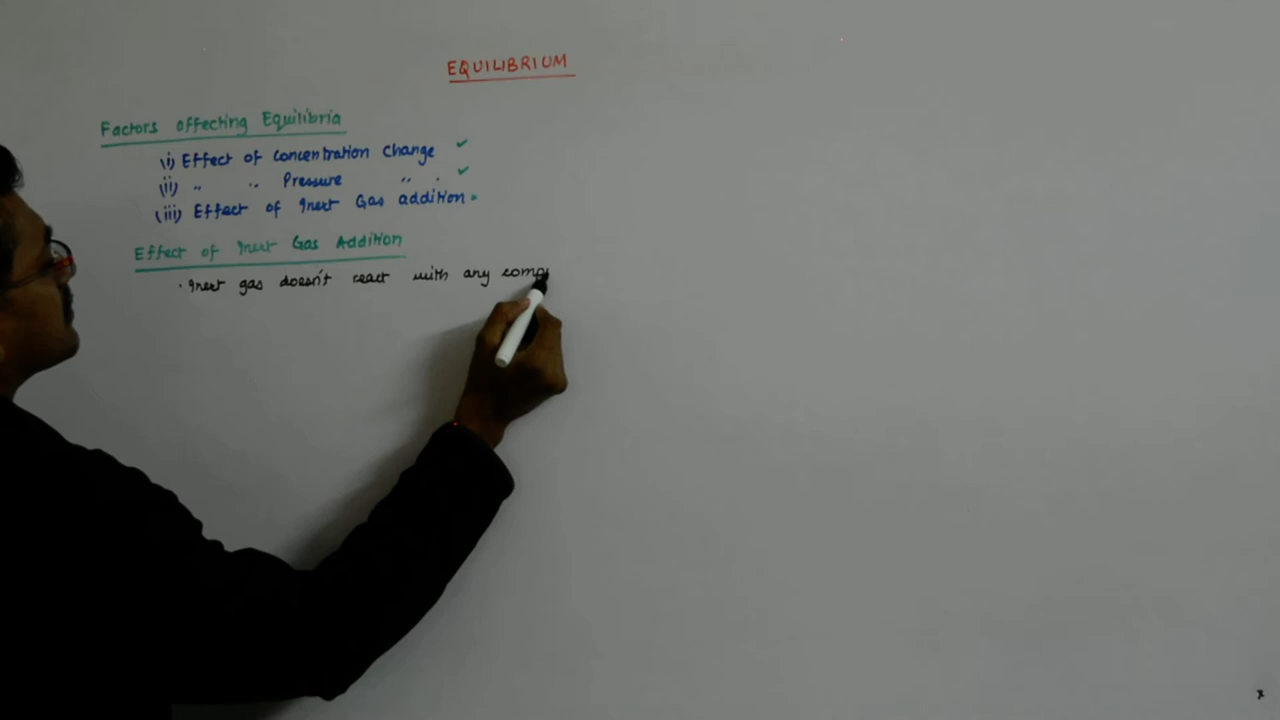 EQUILIBRIUM
Factors affecting Equilibria
(i) Effect of Concentration Change ✓
(ii) " " Pressure " . ✓
(iii) Effect of Inert Gas addition
Effect of Inert Gas Addition
· Inert gas doesn't react with any compo